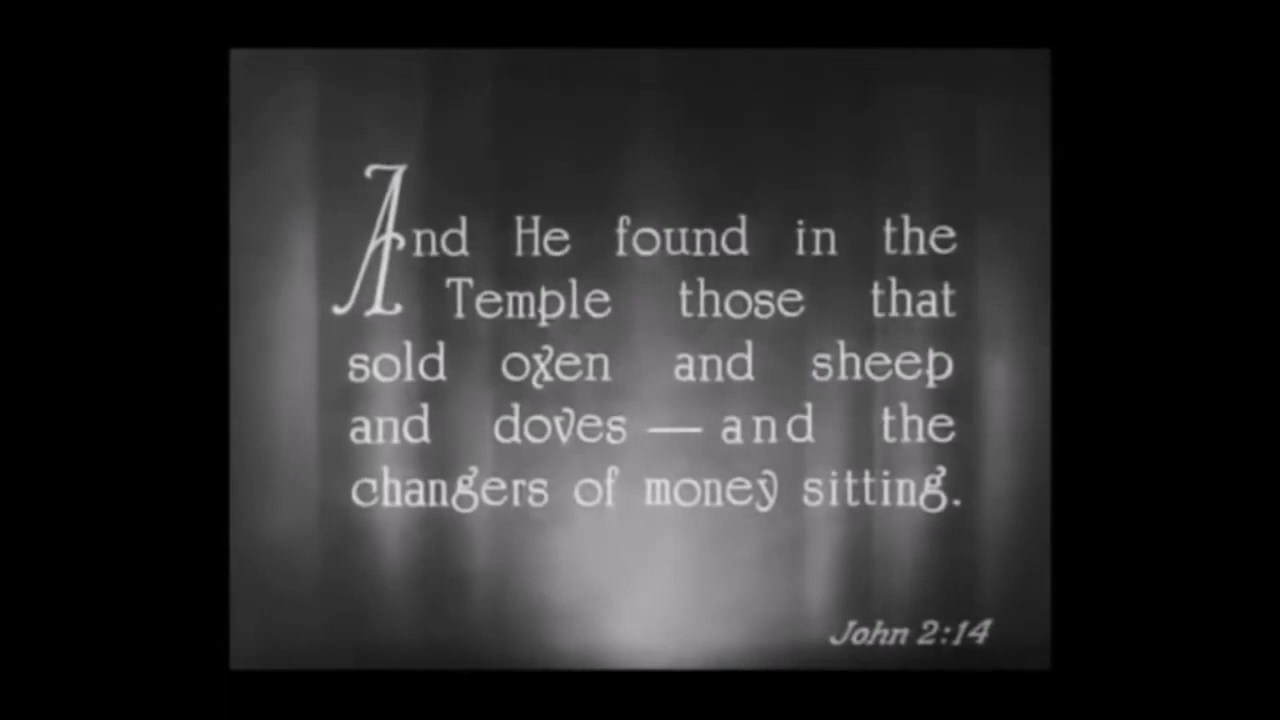 And He found in the
Temple those that
sold oxen and sheep
and doves — and the
changers of money sitting.
John 2:14